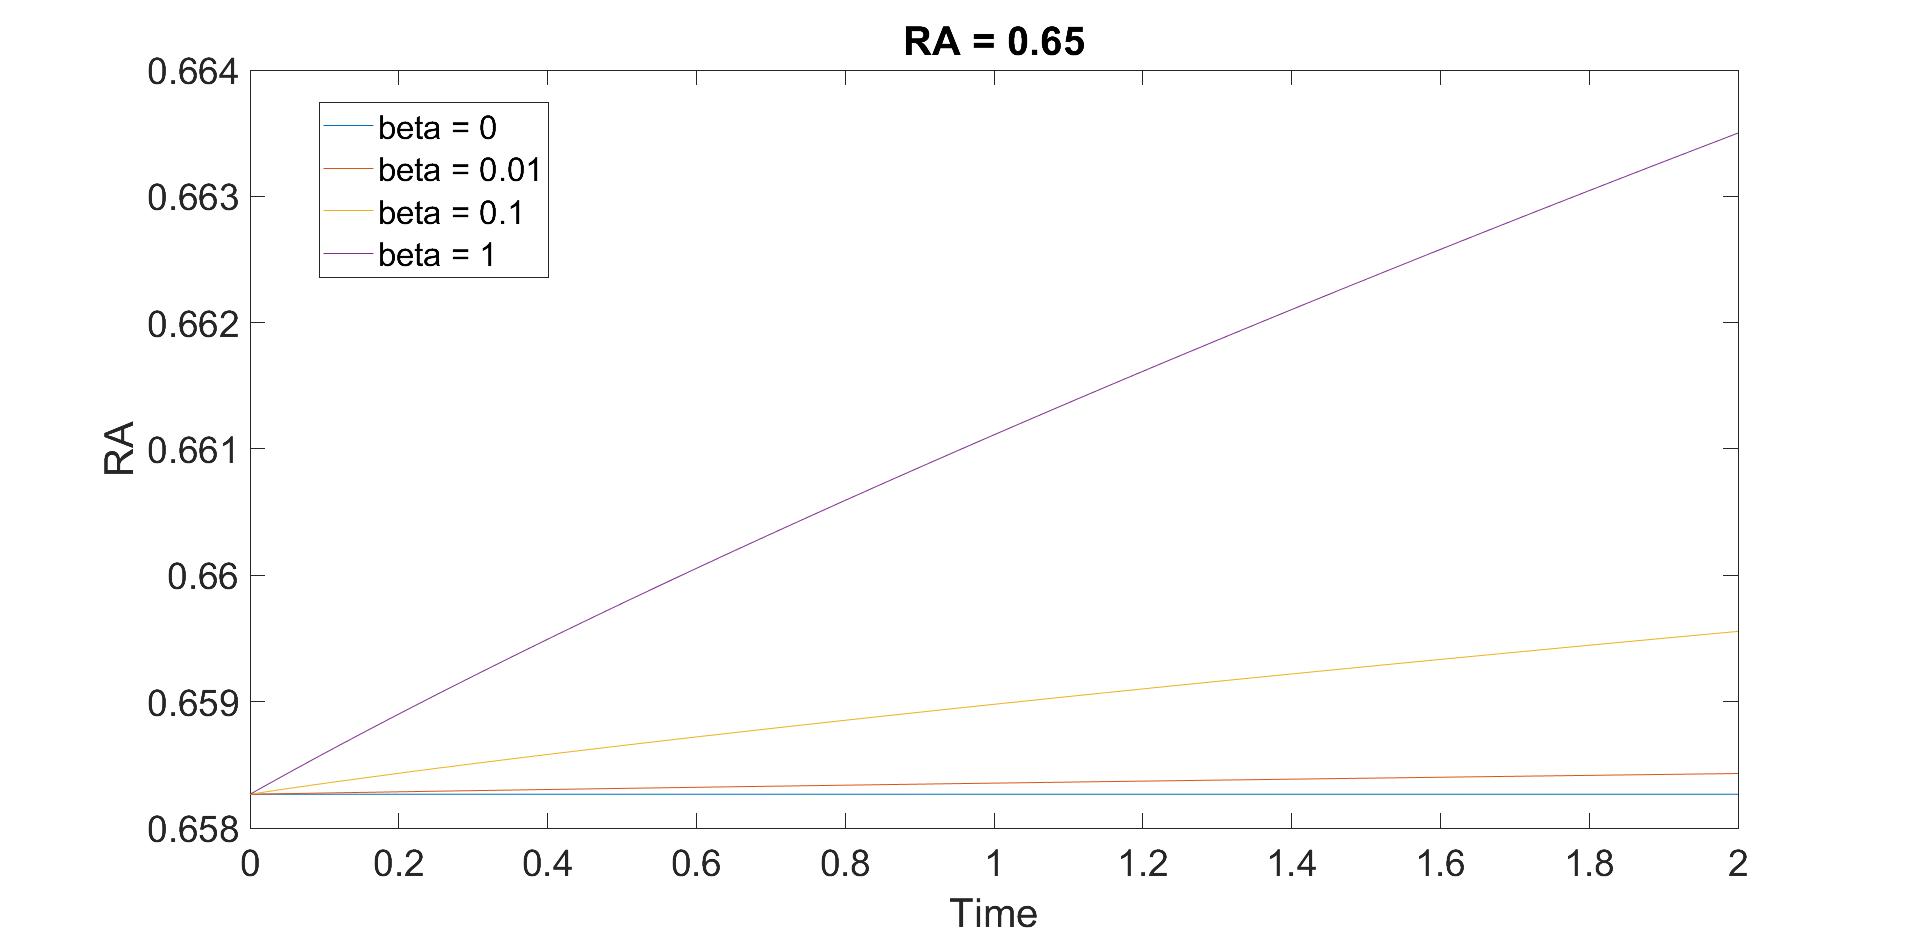 RA = 0.65
0.664
0.663
0.662
0.661
0.66
0.659
0.658
RA
beta = 0
beta = 0.01
beta = 0.1
beta = 1
0 0.2 0.4 0.6 0.8 1 1.2 1.4 1.6 1.8 2
Time